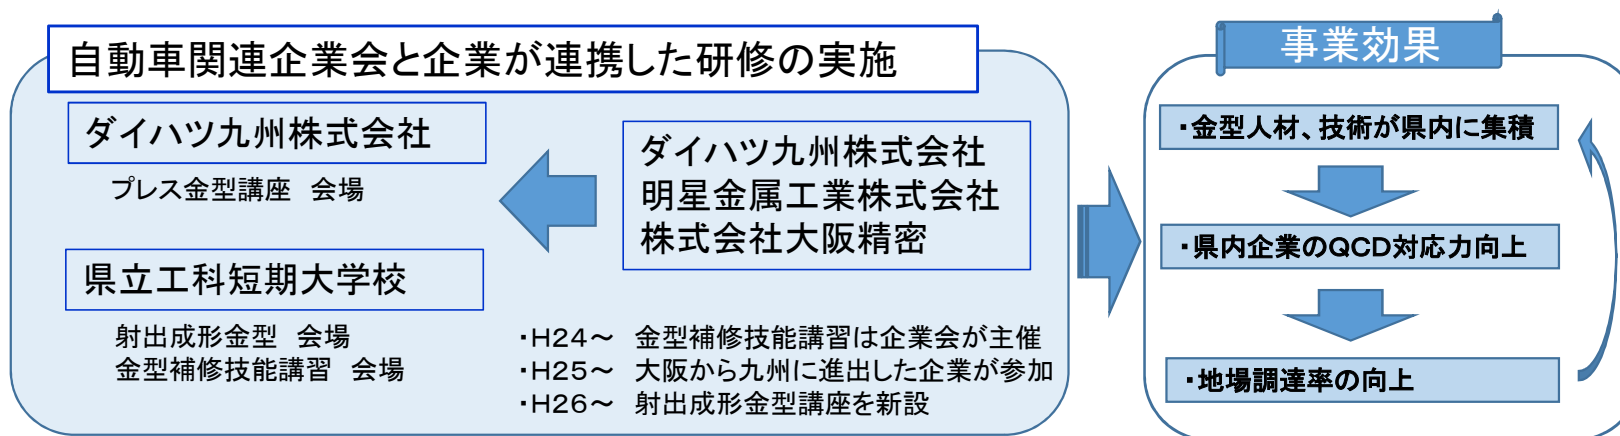 自動車関連企業会と企業が連携した研修の実施
ダイハツ九州株式会社
プレス金型講座　会場
県立工科短期大学校
射出成形金型　会場
金型補修技能講習　会場
ダイハツ九州株式会社
明星金属工業株式会社
株式会社大阪精密
・H24～　金型補修技能講習は企業会が主催
・H25～　大阪から九州に進出した企業が参加
・H26～　射出成形金型講座を新設
事業効果
・金型人材、技術が県内に集積
・県内企業のQCD対応力向上
・地場調達率の向上